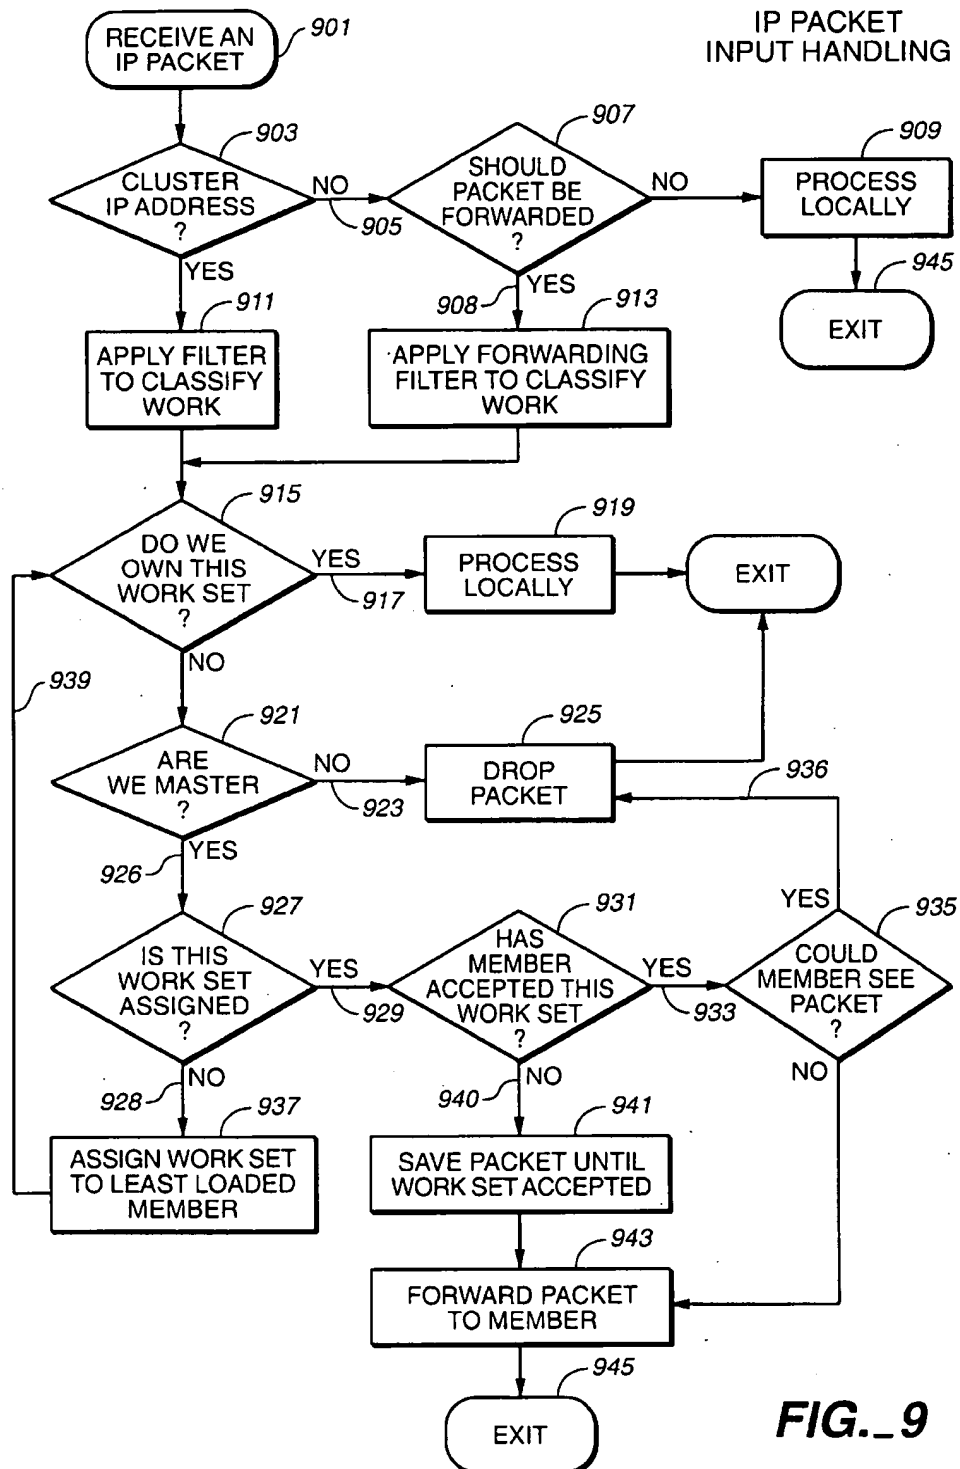 IP PACKET
INPUT HANDLING
RECEIVE AN
IP PACKET
901
903
CLUSTER
IP ADDRESS
?
NO
905
YES
907
SHOULD
PACKET BE
FORWARDED
?
NO
908
YES
909
PROCESS
LOCALLY
945
EXIT
911
APPLY FILTER
TO CLASSIFY
WORK
913
APPLY FORWARDING
FILTER TO CLASSIFY
WORK
915
DO WE
OWN THIS
WORK SET
?
YES
917
NO
919
PROCESS
LOCALLY
EXIT
939
921
ARE
WE MASTER
?
NO
923
925
DROP
PACKET
936
926
YES
927
IS THIS
WORK SET
ASSIGNED
?
YES
929
931
HAS
MEMBER
ACCEPTED THIS
WORK SET
?
YES
933
YES
935
COULD
MEMBER SEE
PACKET
?
NO
928
NO
937
ASSIGN WORK SET
TO LEAST LOADED
MEMBER
940
NO
941
SAVE PACKET UNTIL
WORK SET ACCEPTED
943
FORWARD PACKET
TO MEMBER
945
EXIT
FIG._9